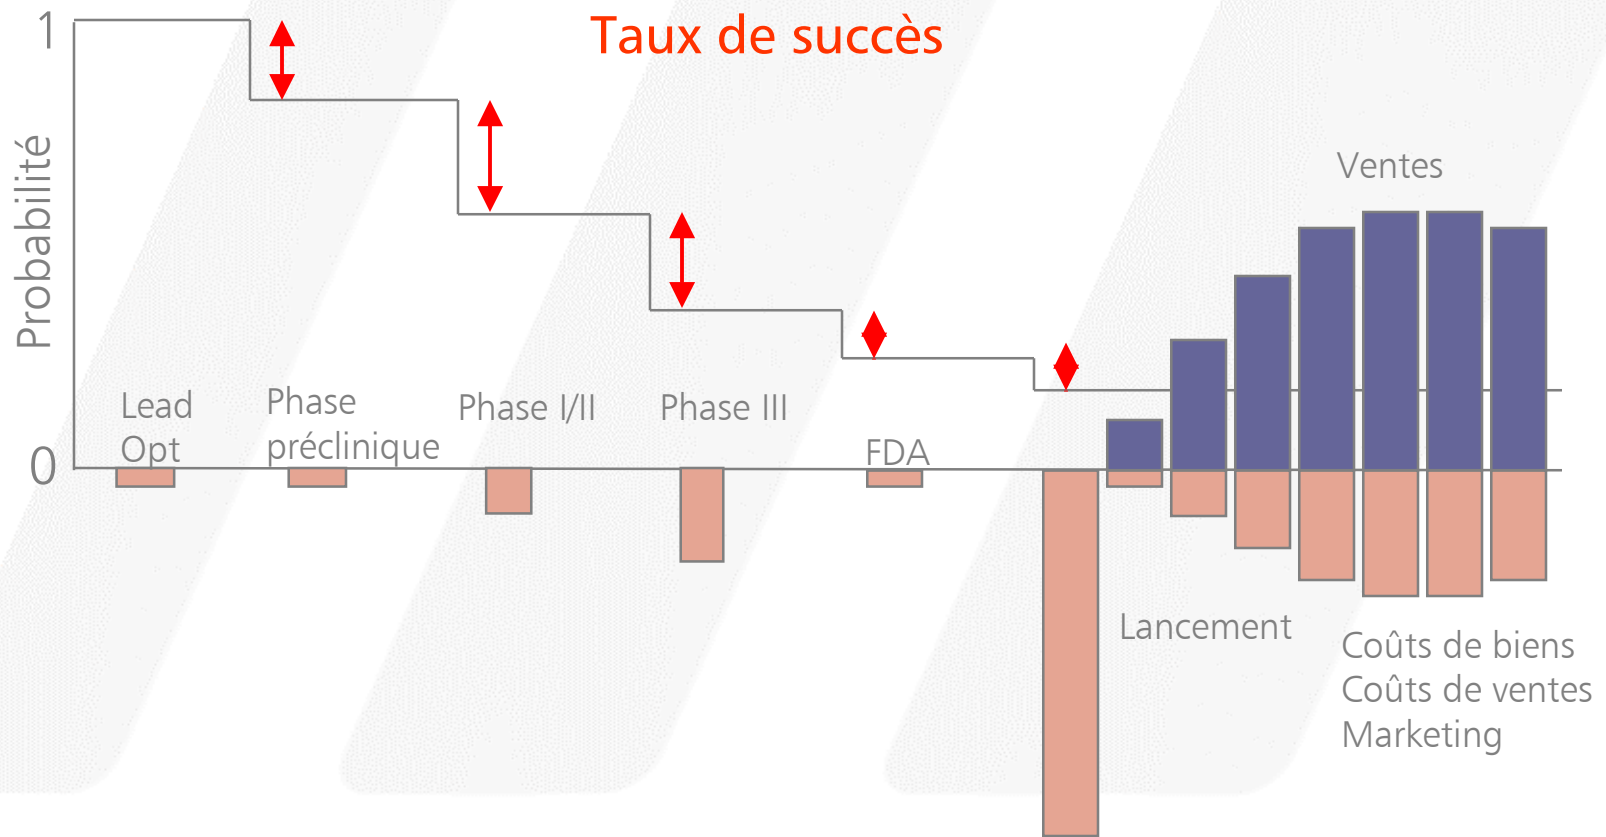 1
Taux de succès
Probabilité
Ventes
Lead
Opt
Phase
préclinique
Phase I/II
Phase III
FDA
0
Lancement
Coûts de biens
Coûts de ventes
Marketing